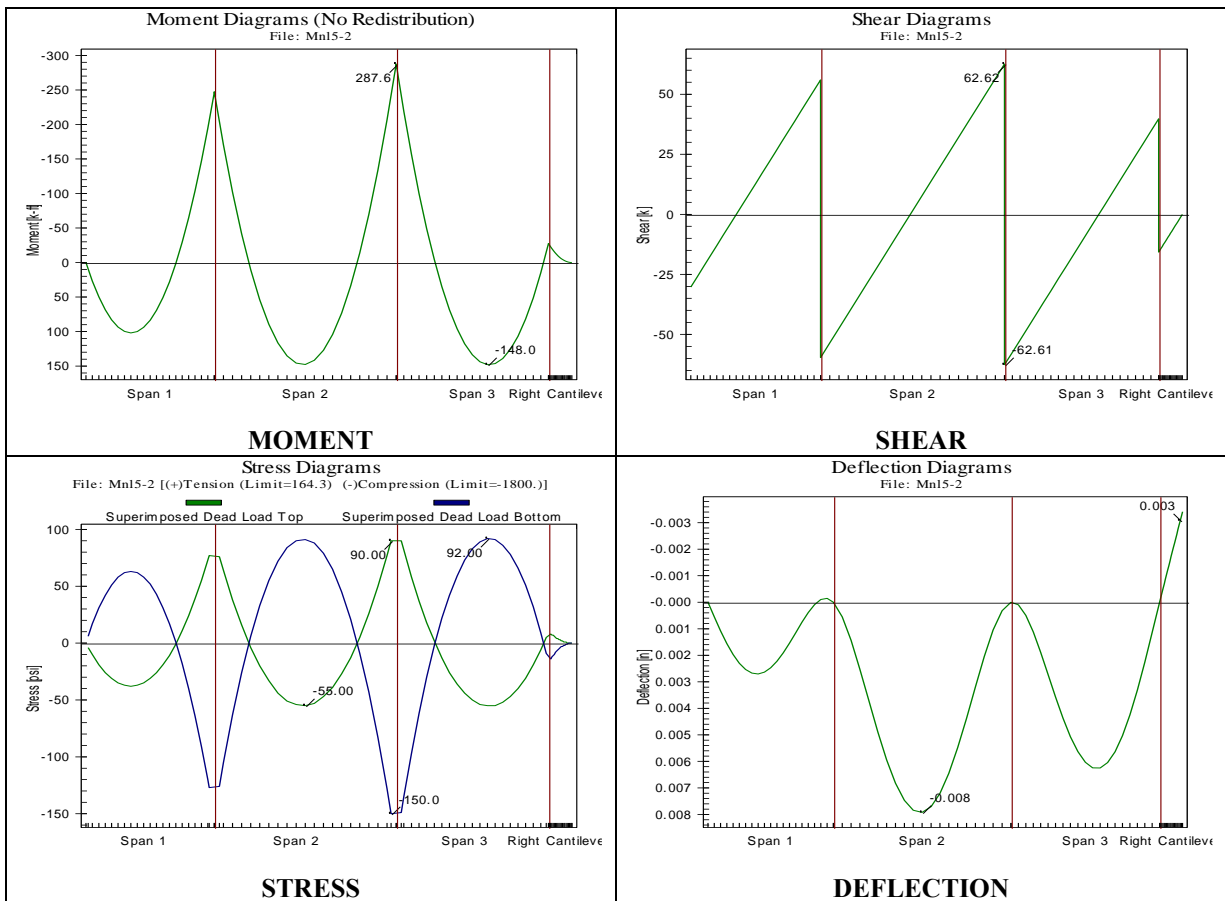 Moment Diagrams (No Redistribution)
File: Mnl5-2
-300
-250
-200
-150
-100
-50
0
50
100
150
Moment [k-ft]
287.6
-148.0
Span 1 Span 2 Span 3 Right Cantileve
MOMENT
Shear Diagrams
File: Mnl5-2
50
25
0
-25
-50
Shear [k]
62.62
-62.61
Span 1 Span 2 Span 3 Right Cantileve
SHEAR
Stress Diagrams
File: Mnl5-2 [(+)Tension (Limit=164.3) (-)Compression (Limit=-1800.)]
Superimposed Dead Load Top Superimposed Dead Load Bottom
100
50
0
-50
-100
-150
Stress [psi]
90.00
92.00
-55.00
-150.0
Span 1 Span 2 Span 3 Right Cantileve
STRESS
Deflection Diagrams
File: Mnl5-2
-0.003
-0.002
-0.001
-0.000
0.001
0.002
0.003
0.004
0.005
0.006
0.007
0.008
Deflection [in]
0.003
-0.008
Span 1 Span 2 Span 3 Right Cantileve
DEFLECTION